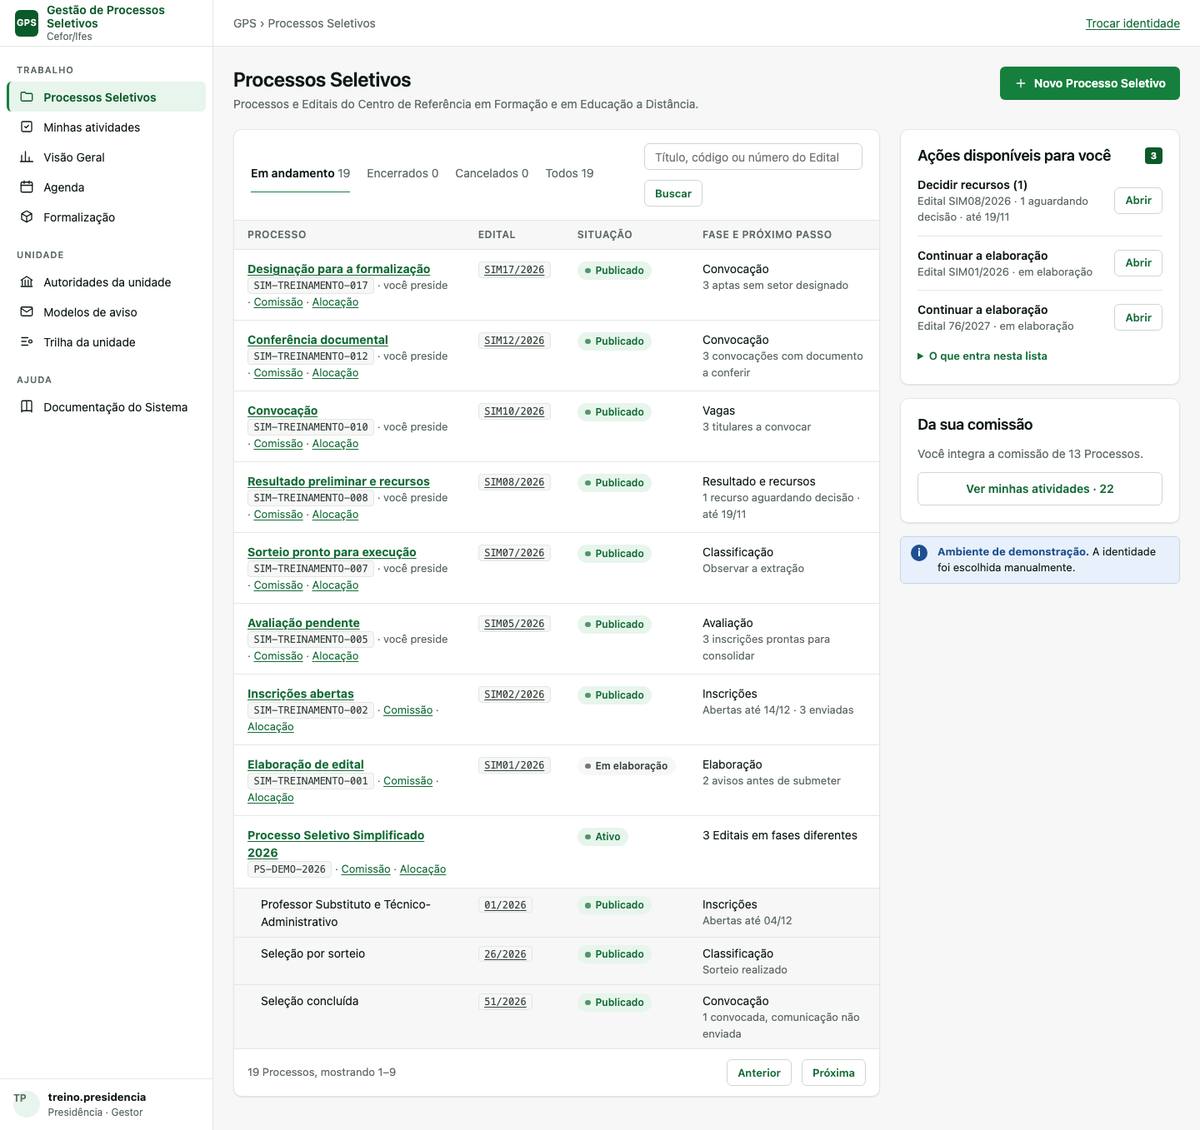 GPS
Gestão de Processos
Seletivos
Cefor/Ifes
GPS › Processos Seletivos
Trocar identidade
TRABALHO
Processos Seletivos
Minhas atividades
Visão Geral
Agenda
Formalização
UNIDADE
Autoridades da unidade
Modelos de aviso
Trilha da unidade
AJUDA
Documentação do Sistema
TP
treino.presidencia
Presidência · Gestor
Processos Seletivos
Processos e Editais do Centro de Referência em Formação e em Educação a Distância.
+ Novo Processo Seletivo
Em andamento 19 Encerrados 0 Cancelados 0 Todos 19
Título, código ou número do Edital
Buscar
PROCESSO EDITAL SITUAÇÃO FASE E PRÓXIMO PASSO
Designação para a formalização SIM17/2026 Publicado Convocação
SIM-TREINAMENTO-017 · você preside 3 aptas sem setor designado
· Comissão · Alocação
Conferência documental SIM12/2026 Publicado Convocação
SIM-TREINAMENTO-012 · você preside 3 convocações com documento
· Comissão · Alocação a conferir
Convocação SIM10/2026 Publicado Vagas
SIM-TREINAMENTO-010 · você preside 3 titulares a convocar
· Comissão · Alocação
Resultado preliminar e recursos SIM08/2026 Publicado Resultado e recursos
SIM-TREINAMENTO-008 · você preside 1 recurso aguardando decisão ·
· Comissão · Alocação até 19/11
Sorteio pronto para execução SIM07/2026 Publicado Classificação
SIM-TREINAMENTO-007 · você preside Observar a extração
· Comissão · Alocação
Avaliação pendente SIM05/2026 Publicado Avaliação
SIM-TREINAMENTO-005 · você preside 3 inscrições prontas para
· Comissão · Alocação consolidar
Inscrições abertas SIM02/2026 Publicado Inscrições
SIM-TREINAMENTO-002 · Comissão · Abertas até 14/12 · 3 enviadas
Alocação
Elaboração de edital SIM01/2026 Em elaboração Elaboração
SIM-TREINAMENTO-001 · Comissão · 2 avisos antes de submeter
Alocação
Processo Seletivo Simplificado Ativo 3 Editais em fases diferentes
2026
PS-DEMO-2026 · Comissão · Alocação
Professor Substituto e Técnico- 01/2026 Publicado Inscrições
Administrativo Abertas até 04/12
Seleção por sorteio 26/2026 Publicado Classificação
Sorteio realizado
Seleção concluída 51/2026 Publicado Convocação
1 convocada, comunicação não
enviada
19 Processos, mostrando 1–9
Anterior Próxima
Ações disponíveis para você 3
Decidir recursos (1)
Edital SIM08/2026 · 1 aguardando
decisão · até 19/11
Abrir
Continuar a elaboração
Edital SIM01/2026 · em elaboração
Abrir
Continuar a elaboração
Edital 76/2027 · em elaboração
Abrir
O que entra nesta lista
Da sua comissão
Você integra a comissão de 13 Processos.
Ver minhas atividades · 22
Ambiente de demonstração. A identidade
foi escolhida manualmente.